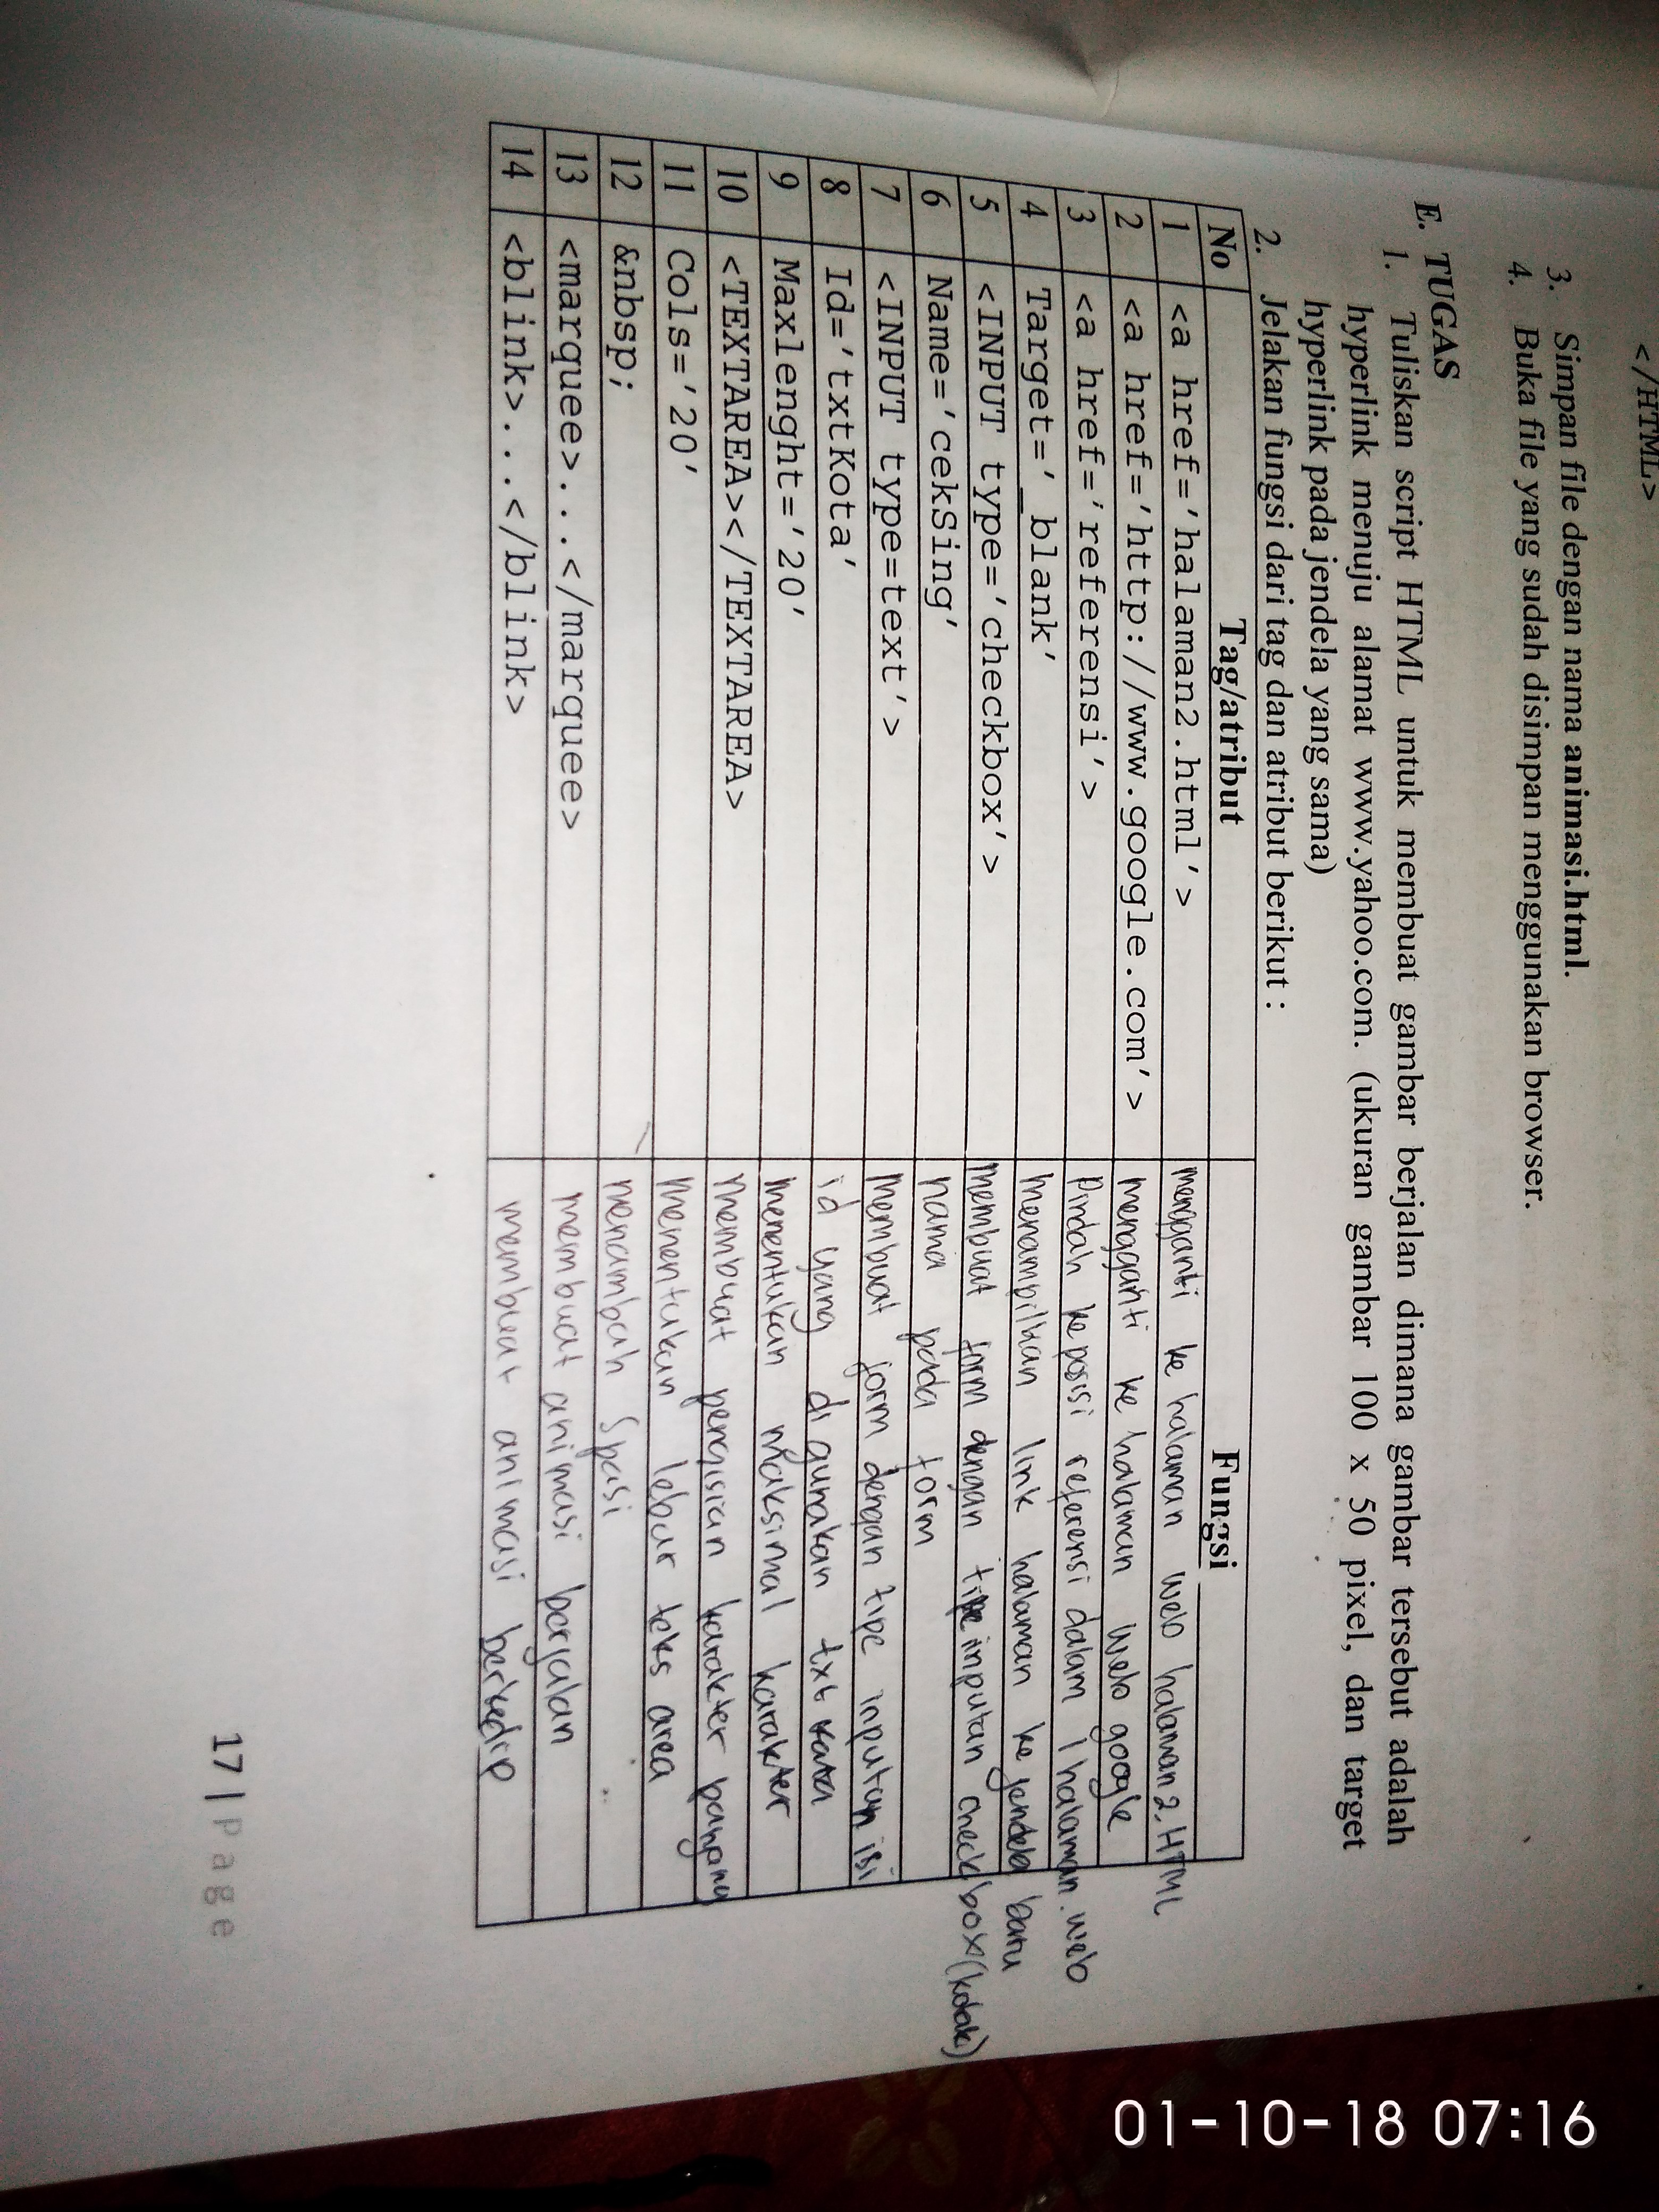 </HTML>
3. Simpan file dengan nama animasi.html.
4. Buka file yang sudah disimpan menggunakan browser.
E. TUGAS
1. Tuliskan script HTML untuk membuat gambar berjalan dimana gambar tersebut adalah
hyperlink menuju alamat www.yahoo.com. (ukuran gambar 100 x 50 pixel, dan target
hyperlink pada jendela yang sama)
2. Jelakan fungsi dari tag dan atribut berikut :
No Tag/atribut Fungsi
1 <a href='halaman2.html'> mengganti ke halaman web halaman 2.HTML
2 <a href='http://www.google.com'> mengganti ke halaman web google
3 <a href='referensi'> Pindah ke posisi referensi dalam 1 halaman web
4 Target='_blank' menampilkan link halaman ke jendela baru
5 <INPUT type='checkbox'> membuat form dengan tipe inputan checkbox (kotak)
6 Name='cekSing' nama pada form
7 <INPUT type=text'> membuat form dengan tipe inputan isi
8 Id='txtKota' id yang digunakan txt
9 Maxlenght='20' menentukan maksimal karakter
10 <TEXTAREA></TEXTAREA> membuat pengisian karakter panjang
11 Cols='20' menentukan lebar teks area
12 &nbsp; menambah spasi
13 <marquee>...</marquee> membuat animasi berjalan
14 <blink>...</blink> membuat animasi berkedip
17 | Page
01-10-18 07:16